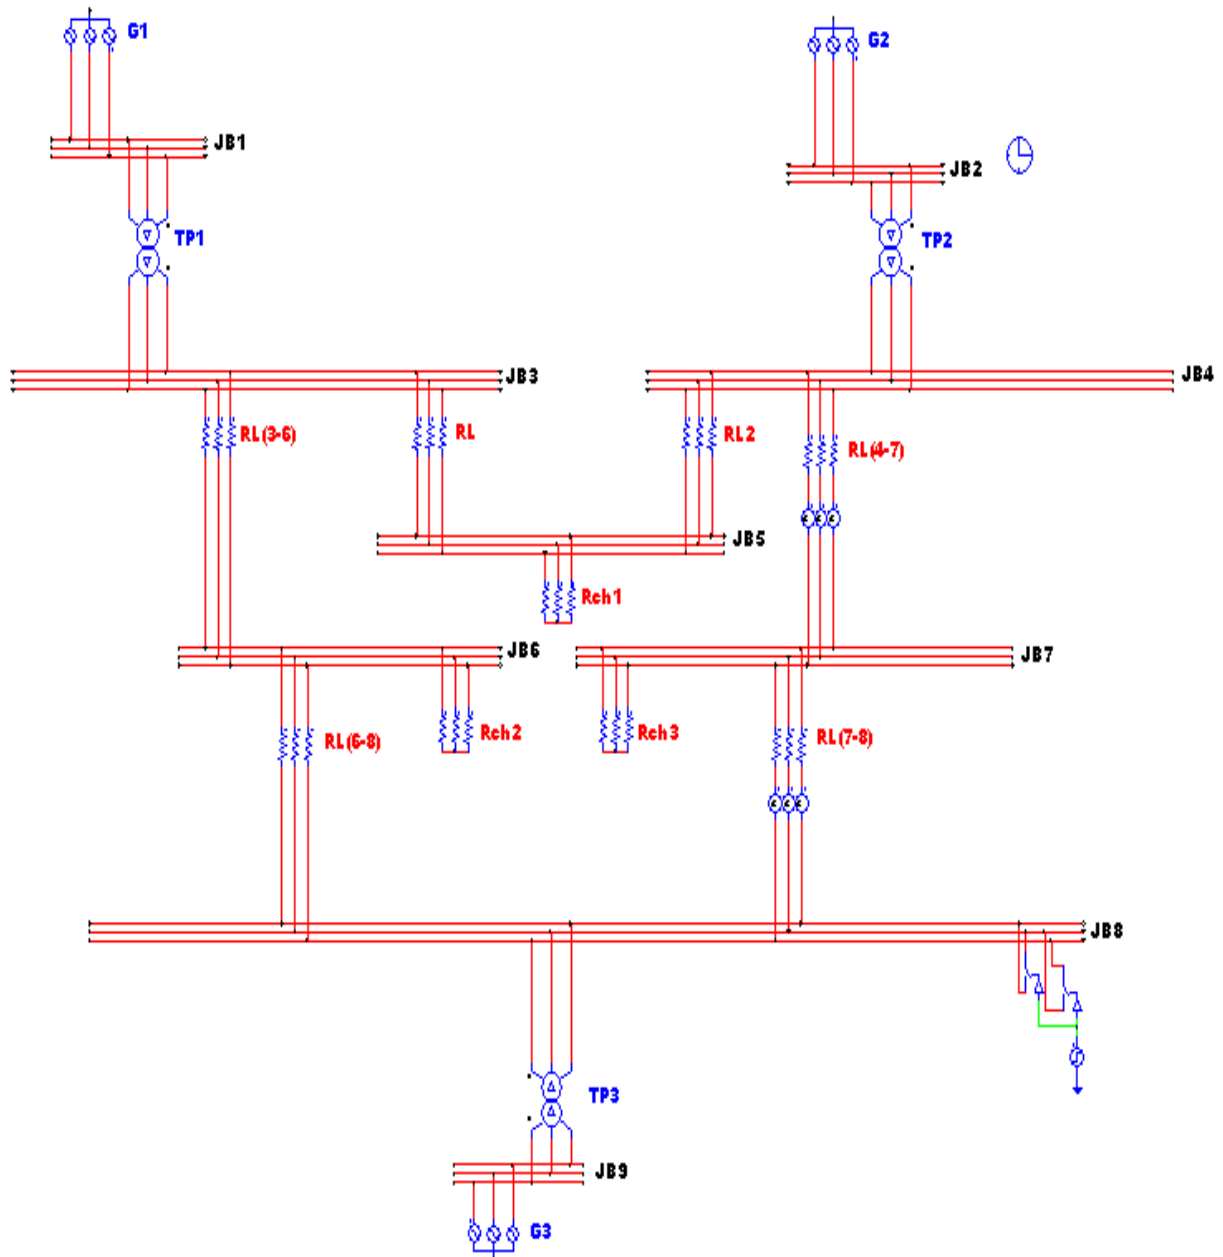 G1
G2
JB1
JB2
TP1
TP2
JB3
JB4
RL(3-6)
RL
RL2
RL(4-7)
JB5
Rch1
JB6
JB7
RL(6-8)
Rch2
Rch3
RL(7-8)
JB8
TP3
JB9
G3